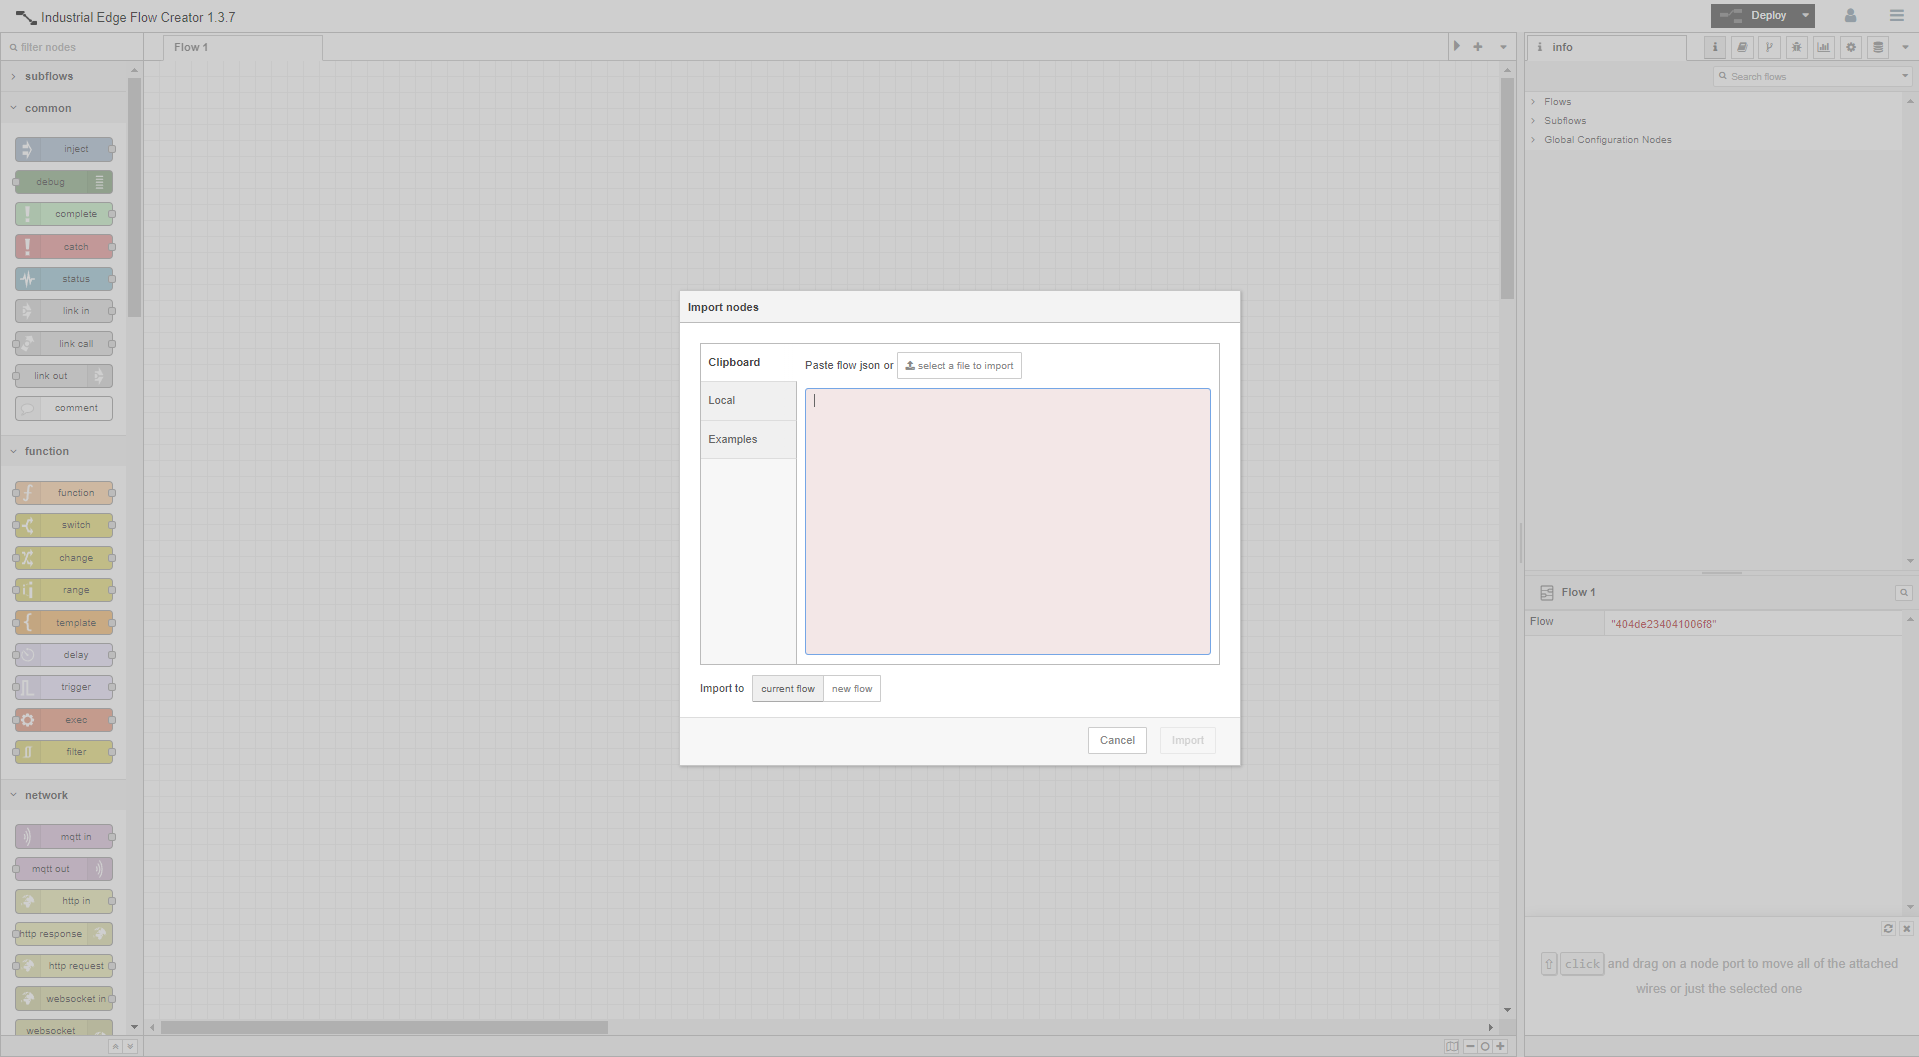 Industrial Edge Flow Creator 1.3.7
Deploy
filter nodes
Flow 1
info
subflows
Search flows
common
Flows
Subflows
Global Configuration Nodes
inject
debug
complete
catch
status
link in
link call
link out
comment
function
function
switch
change
range
template
delay
trigger
exec
filter
network
mqtt in
mqtt out
http in
http response
http request
websocket in
websocket
Import nodes
Clipboard
Paste flow json or
select a file to import
Local
Examples
Import to
current flow
new flow
Cancel
Import
Flow 1
Flow
"404de234041006f8"
⇧ click and drag on a node port to move all of the attached
wires or just the selected one